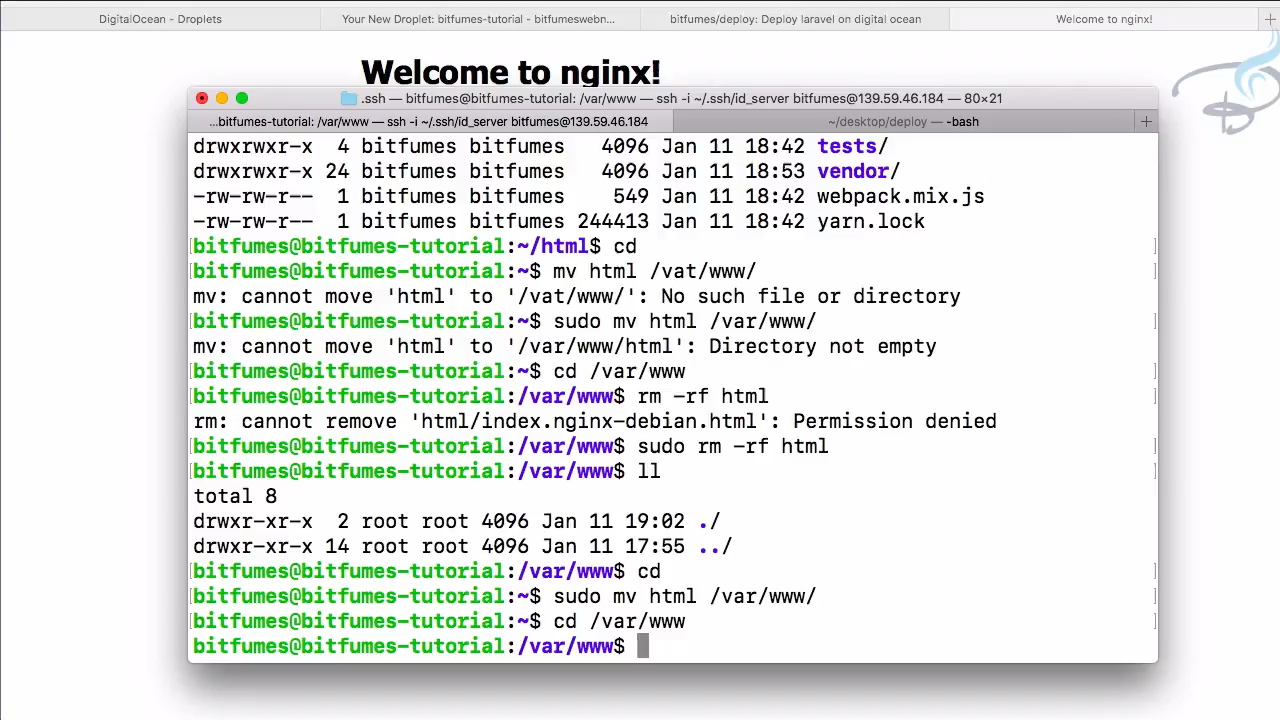 DigitalOcean - Droplets
Your New Droplet: bitfumes-tutorial - bitfumeswebn...
bitfumes/deploy: Deploy laravel on digital ocean
Welcome to nginx!
Welcome to nginx!
.ssh — bitfumes@bitfumes-tutorial: /var/www — ssh -i ~/.ssh/id_server bitfumes@139.59.46.184 — 80×21
...bitfumes-tutorial: /var/www — ssh -i ~/.ssh/id_server bitfumes@139.59.46.184
~/desktop/deploy — -bash
drwxrwxr-x  4 bitfumes bitfumes   4096 Jan 11 18:42 tests/
drwxrwxr-x 24 bitfumes bitfumes   4096 Jan 11 18:53 vendor/
-rw-rw-r--  1 bitfumes bitfumes    549 Jan 11 18:42 webpack.mix.js
-rw-rw-r--  1 bitfumes bitfumes 244413 Jan 11 18:42 yarn.lock
bitfumes@bitfumes-tutorial:~/html$ cd
bitfumes@bitfumes-tutorial:~$ mv html /vat/www/
mv: cannot move 'html' to '/vat/www/': No such file or directory
bitfumes@bitfumes-tutorial:~$ sudo mv html /var/www/
mv: cannot move 'html' to '/var/www/html': Directory not empty
bitfumes@bitfumes-tutorial:~$ cd /var/www
bitfumes@bitfumes-tutorial:/var/www$ rm -rf html
rm: cannot remove 'html/index.nginx-debian.html': Permission denied
bitfumes@bitfumes-tutorial:/var/www$ sudo rm -rf html
bitfumes@bitfumes-tutorial:/var/www$ ll
total 8
drwxr-xr-x  2 root root 4096 Jan 11 19:02 ./
drwxr-xr-x 14 root root 4096 Jan 11 17:55 ../
bitfumes@bitfumes-tutorial:/var/www$ cd
bitfumes@bitfumes-tutorial:~$ sudo mv html /var/www/
bitfumes@bitfumes-tutorial:~$ cd /var/www
bitfumes@bitfumes-tutorial:/var/www$